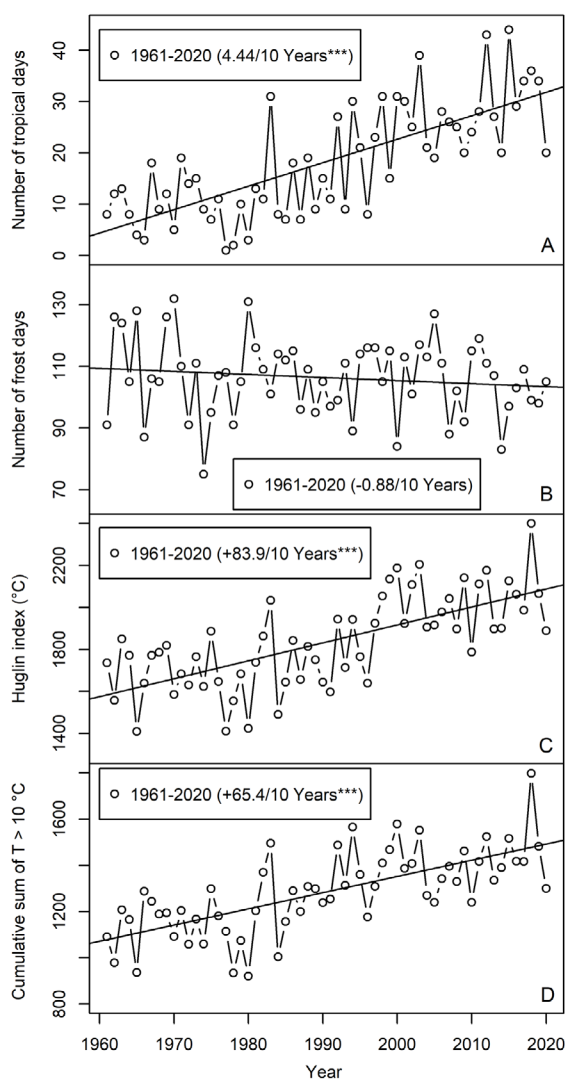 Number of tropical days
40
30
20
10
0
1961-2020 (4.44/10 Years***)
A
Number of frost days
130
110
90
70
1961-2020 (-0.88/10 Years)
B
Huglin index (°C)
2200
1800
1400
1961-2020 (+83.9/10 Years***)
C
Cumulative sum of T > 10 °C
1600
1200
800
1961-2020 (+65.4/10 Years***)
D
1960 1970 1980 1990 2000 2010 2020
Year